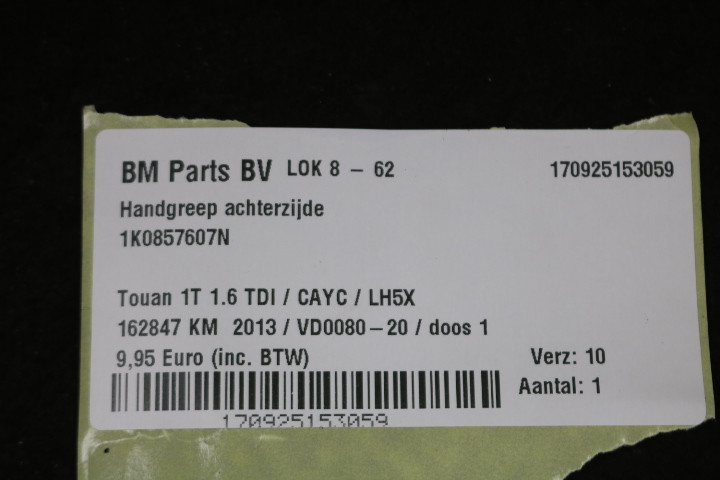 BM Parts BV LOK 8 - 62 170925153059
Handgreep achterzijde
1K0857607N
Touan 1T 1.6 TDI / CAYC / LH5X
162847 KM 2013 / VD0080-20 / doos 1
9,95 Euro (inc. BTW) Verz: 10
Aantal: 1
170925153059